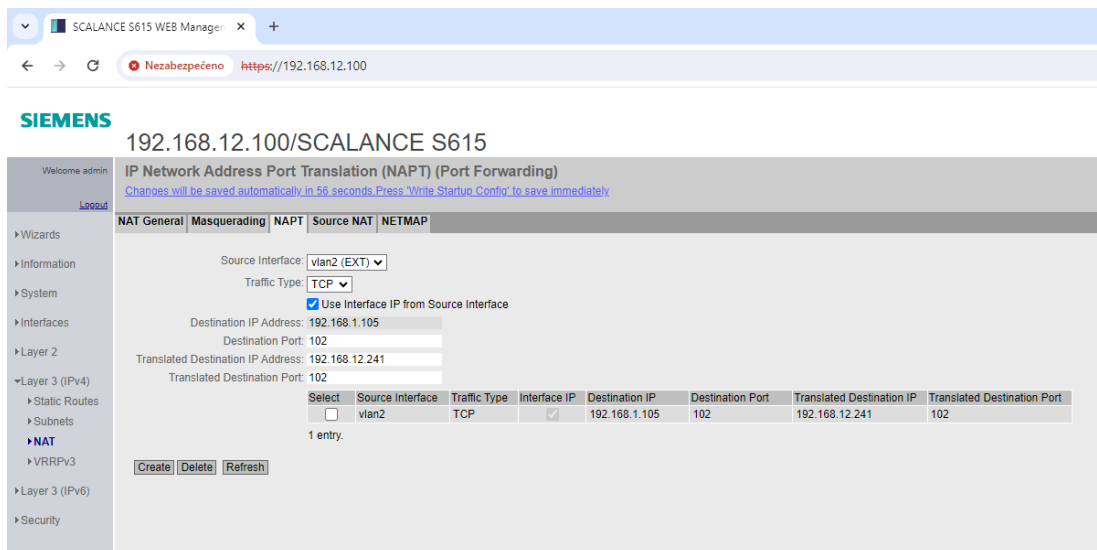 SCALANCE S615 WEB Managen
Nezabezpečeno https://192.168.12.100
SIEMENS
192.168.12.100/SCALANCE S615
Welcome admin
Logout
IP Network Address Port Translation (NAPT) (Port Forwarding)
Changes will be saved automatically in 56 seconds.Press 'Write Startup Config' to save immediately
NAT General Masquerading NAPT Source NAT NETMAP
Wizards
Information
System
Interfaces
Layer 2
Layer 3 (IPv4)
Static Routes
Subnets
NAT
VRRPv3
Layer 3 (IPv6)
Security
Source Interface: vlan2 (EXT)
Traffic Type: TCP
Use Interface IP from Source Interface
Destination IP Address: 192.168.1.105
Destination Port: 102
Translated Destination IP Address: 192.168.12.241
Translated Destination Port: 102
Select Source Interface Traffic Type Interface IP Destination IP Destination Port Translated Destination IP Translated Destination Port
vlan2 TCP 192.168.1.105 102 192.168.12.241 102
1 entry.
Create Delete Refresh